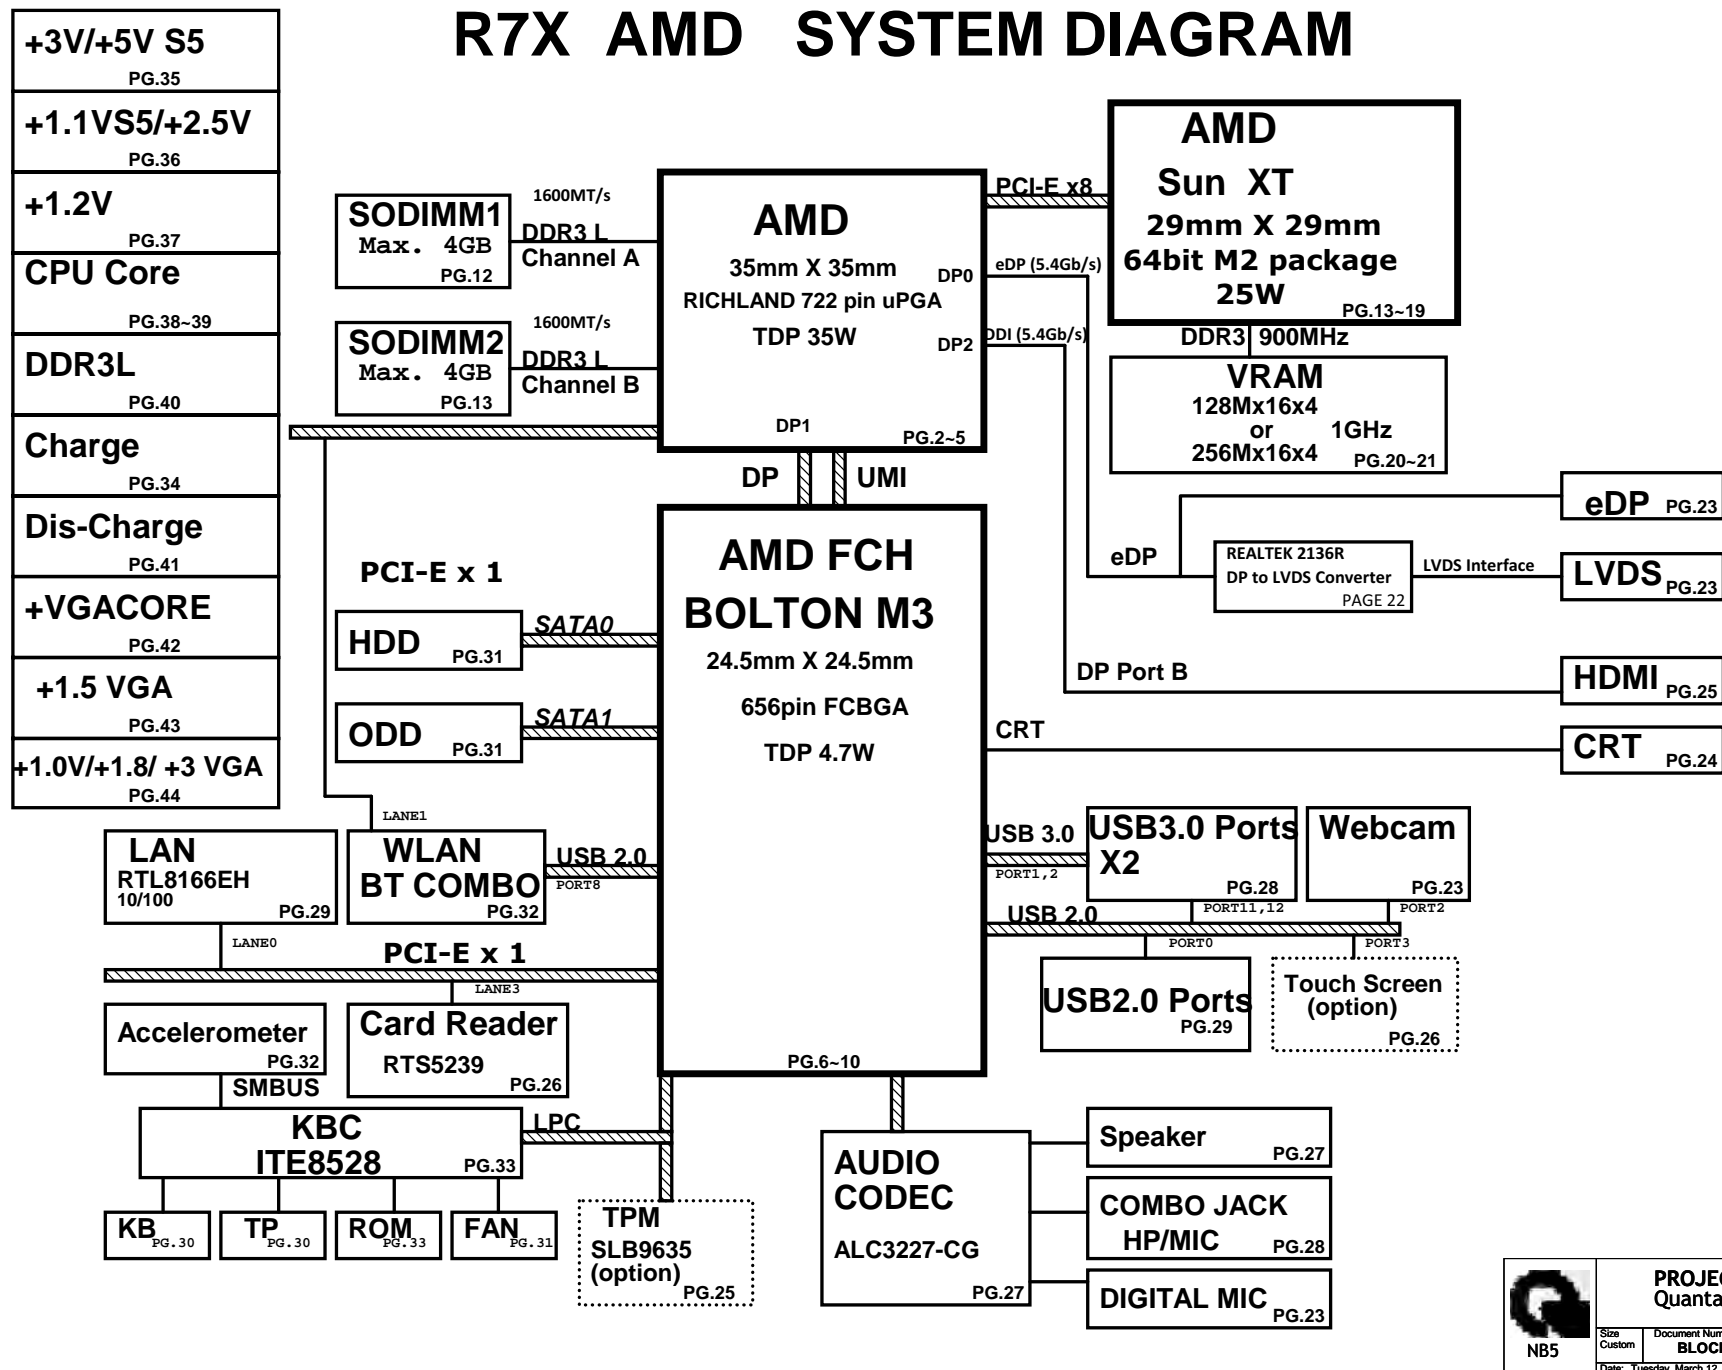 R7X AMD SYSTEM DIAGRAM
+3V/+5V S5
PG.35
+1.1VS5/+2.5V
PG.36
+1.2V
PG.37
CPU Core
PG.38~39
DDR3L
PG.40
Charge
PG.34
Dis-Charge
PG.41
+VGACORE
PG.42
+1.5 VGA
PG.43
+1.0V/+1.8/ +3 VGA
PG.44
SODIMM1
Max. 4GB
PG.12
1600MT/s
DDR3 L
Channel A
SODIMM2
Max. 4GB
PG.13
1600MT/s
DDR3 L
Channel B
AMD
35mm X 35mm
RICHLAND 722 pin uPGA
TDP 35W
DP0
DP2
DP1
PG.2~5
PCI-E x8
eDP (5.4Gb/s)
DDI (5.4Gb/s)
AMD
Sun XT
29mm X 29mm
64bit M2 package
25W
PG.13~19
DDR3 900MHz
VRAM
128Mx16x4
or 1GHz
256Mx16x4
PG.20~21
DP
UMI
AMD FCH
BOLTON M3
24.5mm X 24.5mm
656pin FCBGA
TDP 4.7W
PG.6~10
PCI-E x 1
HDD
PG.31
SATA0
ODD
PG.31
SATA1
eDP
REALTEK 2136R
DP to LVDS Converter
PAGE 22
LVDS Interface
eDP PG.23
LVDS PG.23
DP Port B
HDMI PG.25
CRT
CRT PG.24
LANE1
LAN
RTL8166EH
10/100
PG.29
WLAN
BT COMBO
PG.32
USB 2.0
PORT8
LANE0
PCI-E x 1
LANE3
USB 3.0
PORT1,2
USB3.0 Ports
X2
PG.28
Webcam
PG.23
PORT11,12
PORT2
USB 2.0
PORT0
PORT3
USB2.0 Ports
PG.29
Touch Screen
(option)
PG.26
Accelerometer
PG.32
SMBUS
Card Reader
RTS5239
PG.26
KBC
ITE8528
PG.33
LPC
KB PG.30
TP PG.30
ROM PG.33
FAN PG.31
TPM
SLB9635
(option)
PG.25
AUDIO
CODEC
ALC3227-CG
PG.27
Speaker
PG.27
COMBO JACK
HP/MIC
PG.28
DIGITAL MIC
PG.23
NB5
PROJE
Quanta
Size
Custom
Document Num
BLOC
Date: Tuesday, March 12